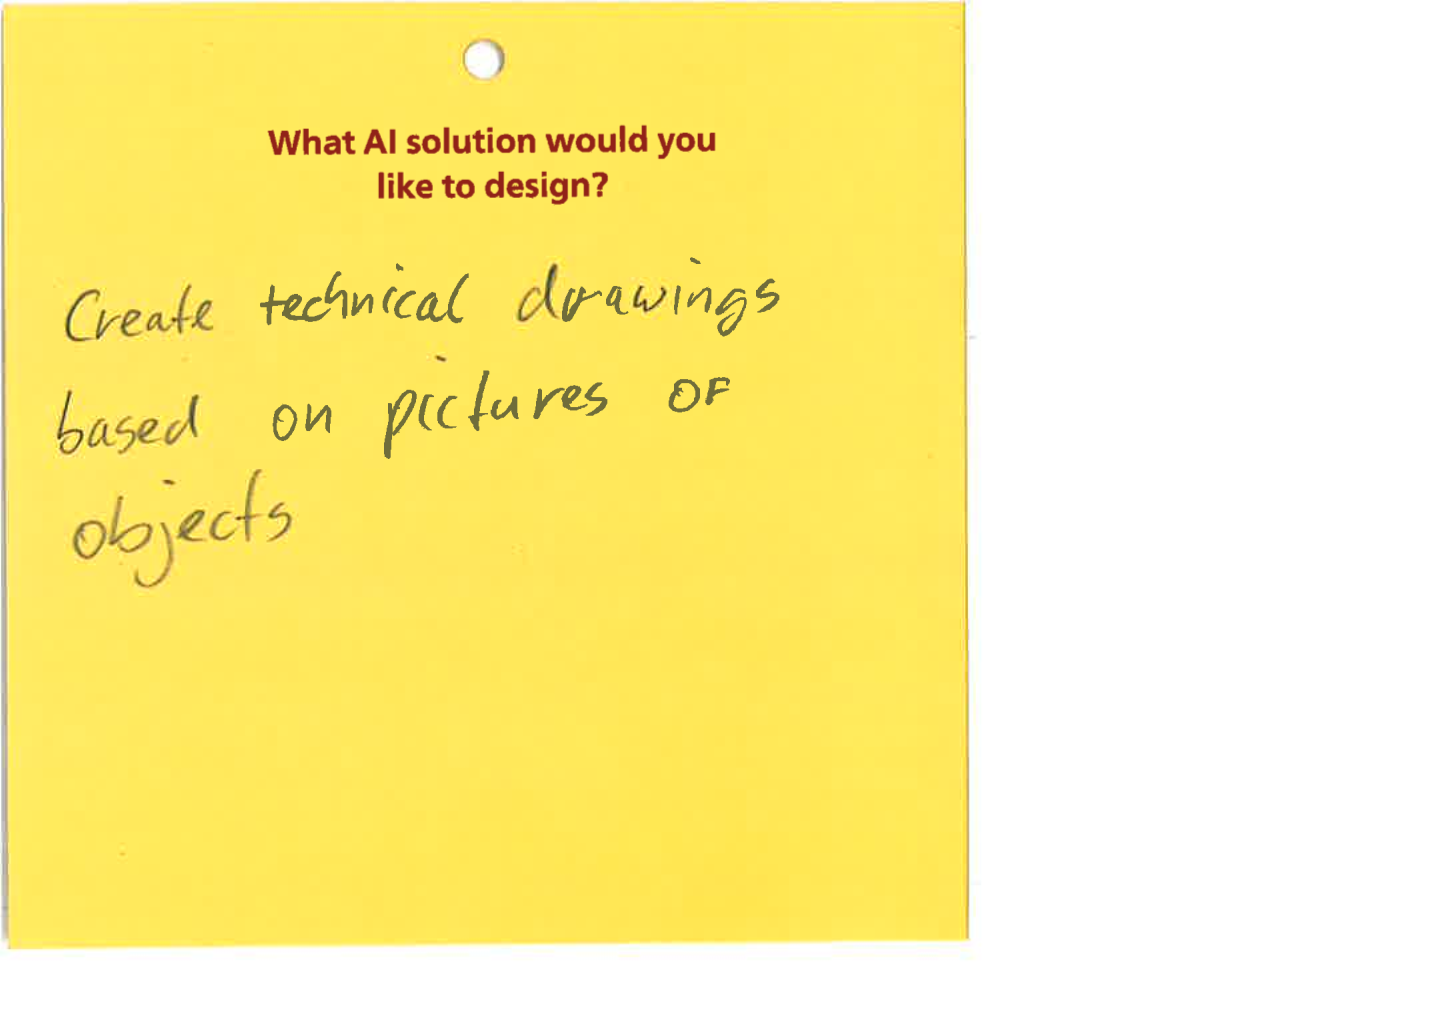 What AI solution would you
like to design?
Create technical drawings
based on pictures of
objects